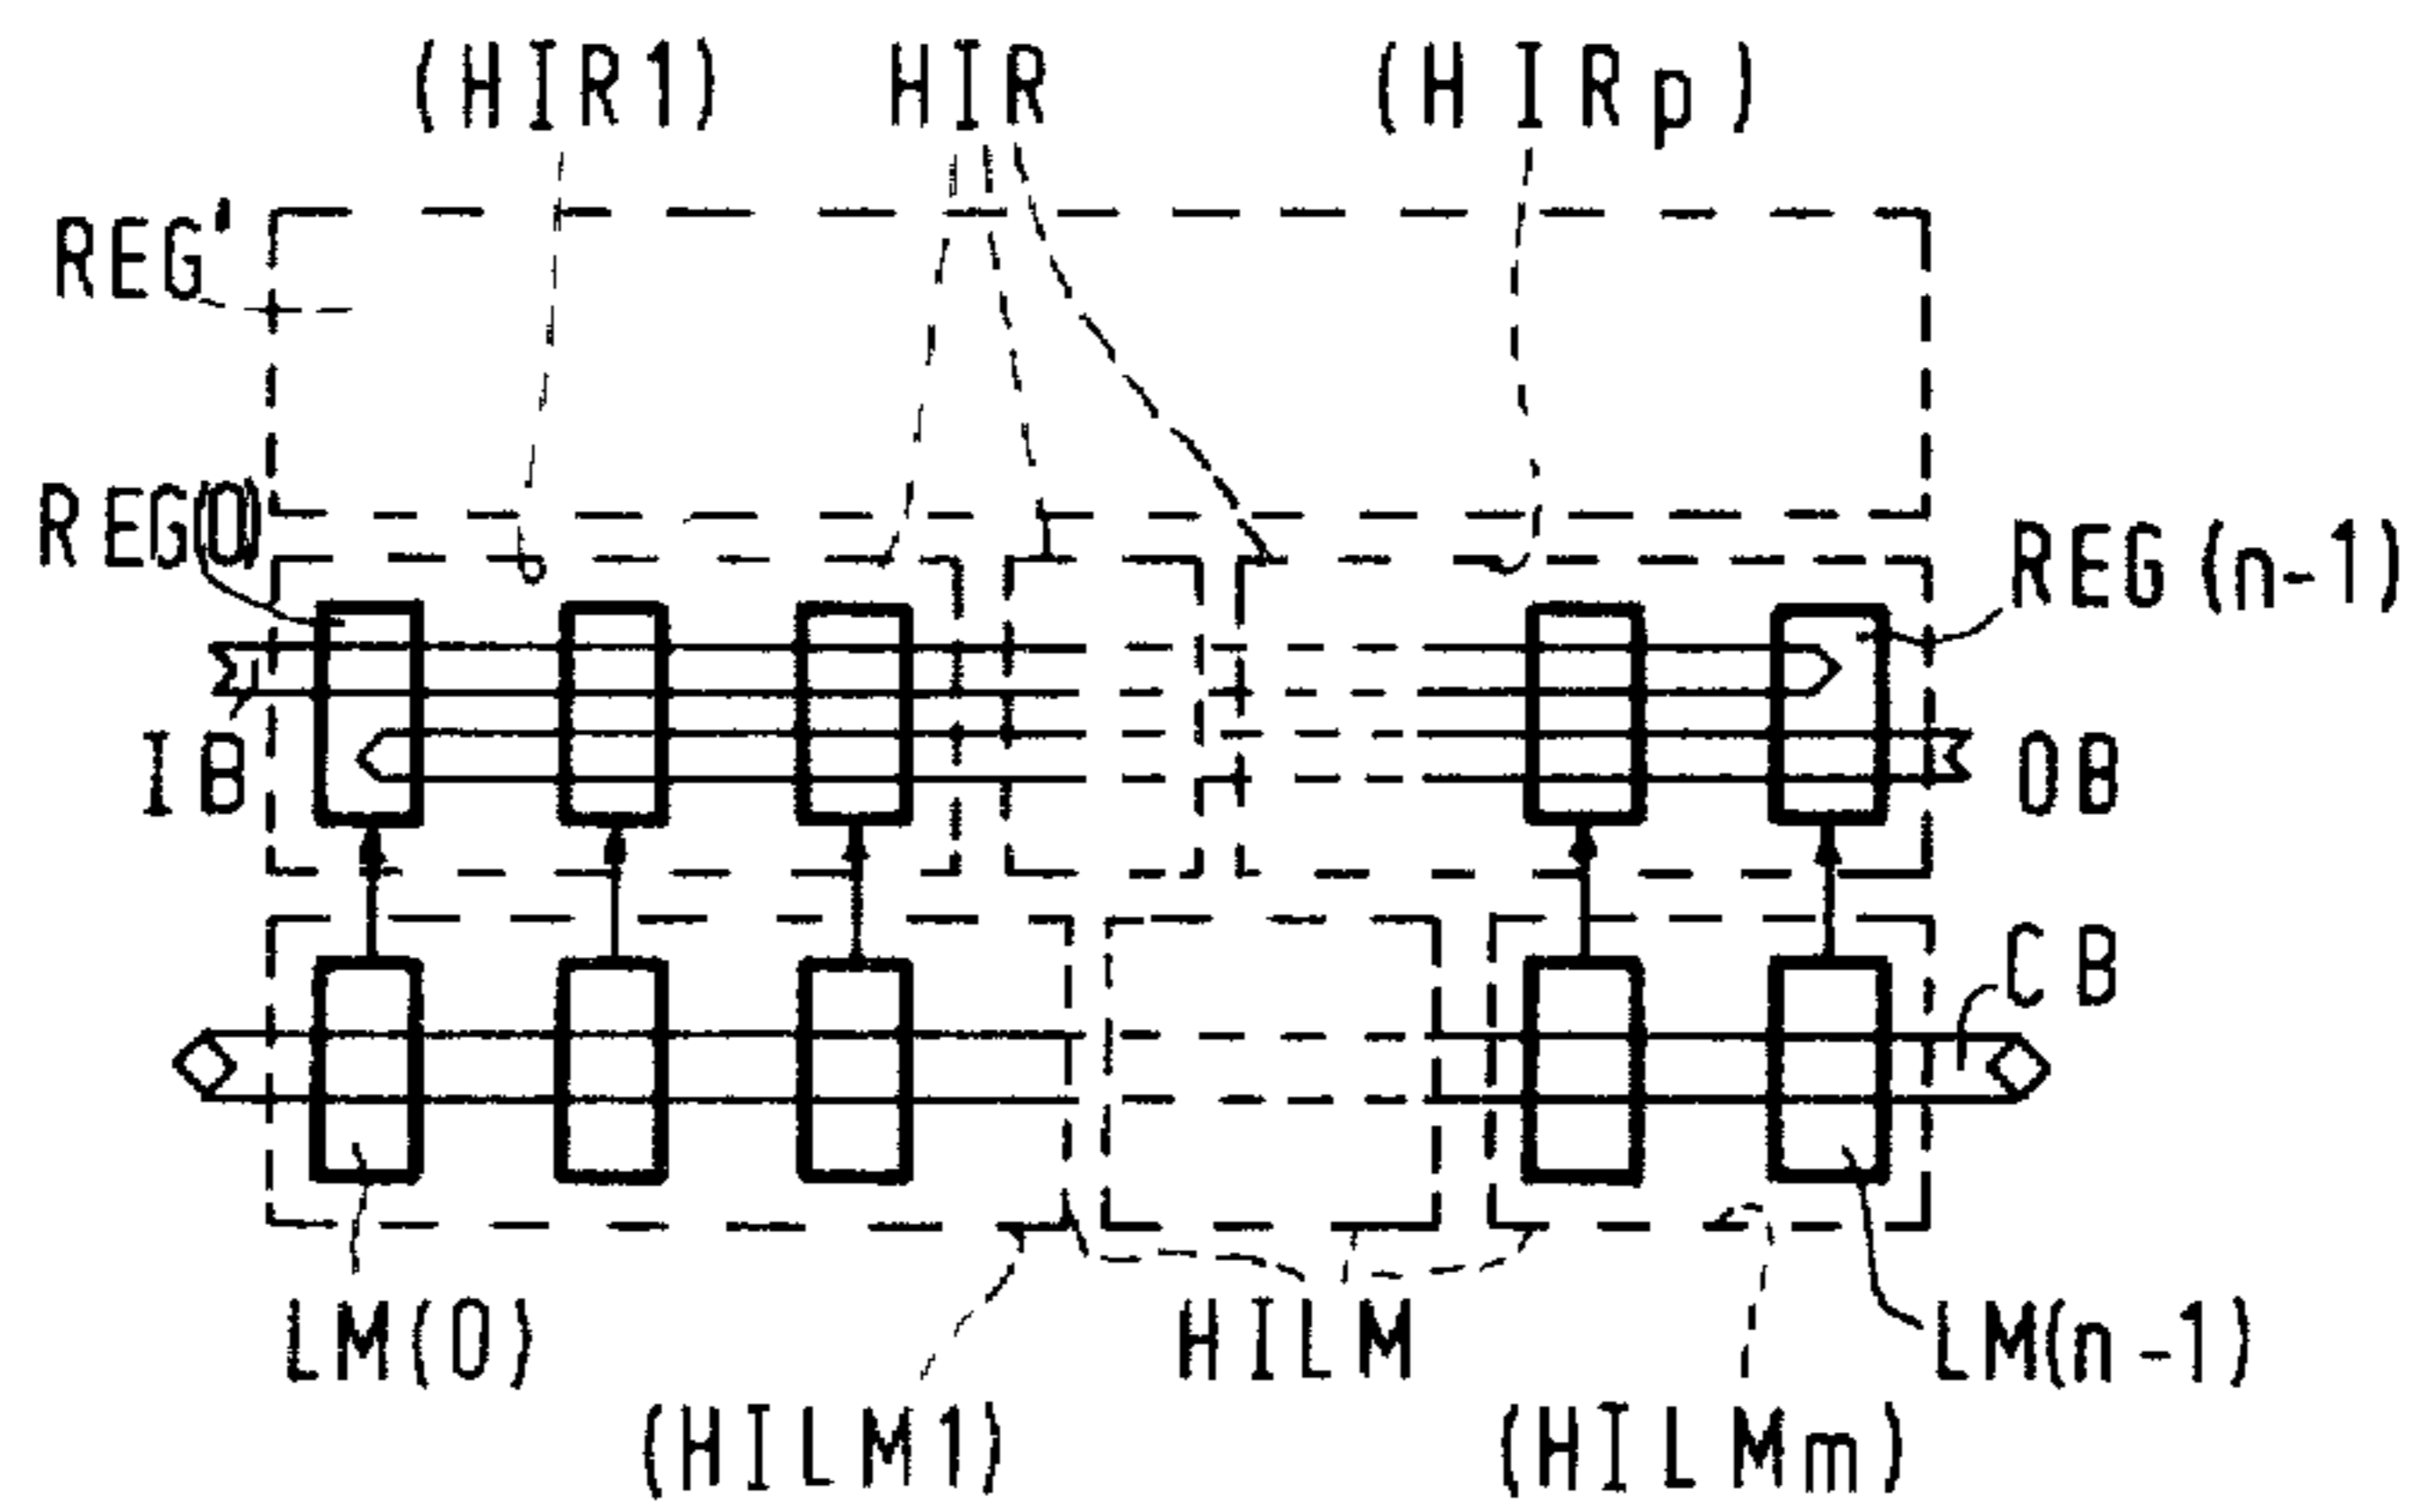 (HIR1) HIR (HIRp)
REG'
REG(0)
REG(n-1)
IB
OB
CB
LM(0)
HILM
LM(n-1)
(HILM1)
(HILMm)